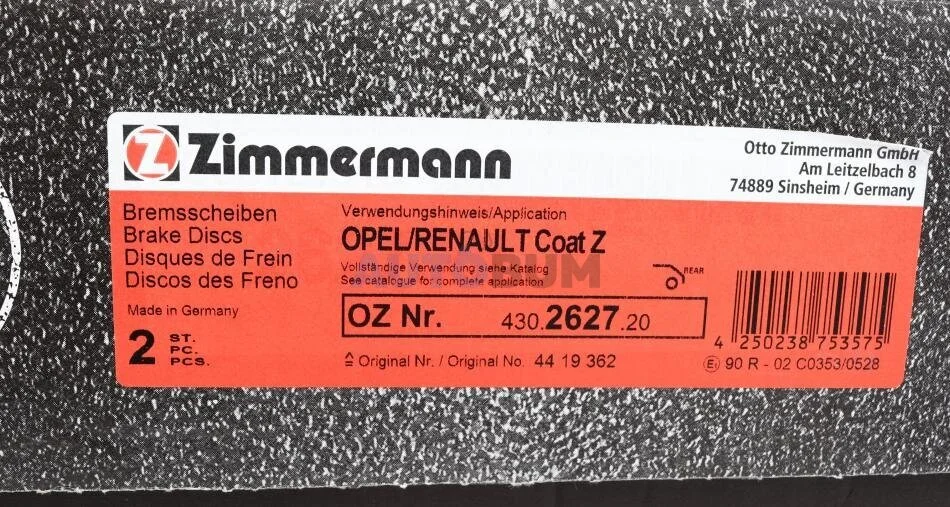 Z Zimmermann
Otto Zimmermann GmbH
Am Leitzelbach 8
74889 Sinsheim / Germany
Bremsscheiben
Brake Discs
Disques de Frein
Discos des Freno
Made in Germany
2 ST.
PC.
PCS.
Verwendungshinweis/Application
OPEL/RENAULT Coat Z
Vollständige Verwendung siehe Katalog
See catalogue for complete application
REAR
OZ Nr. 430.2627.20
≙ Original Nr. / Original No. 44 19 362
4 250238 753575
E1 90 R - 02 C0353/0528